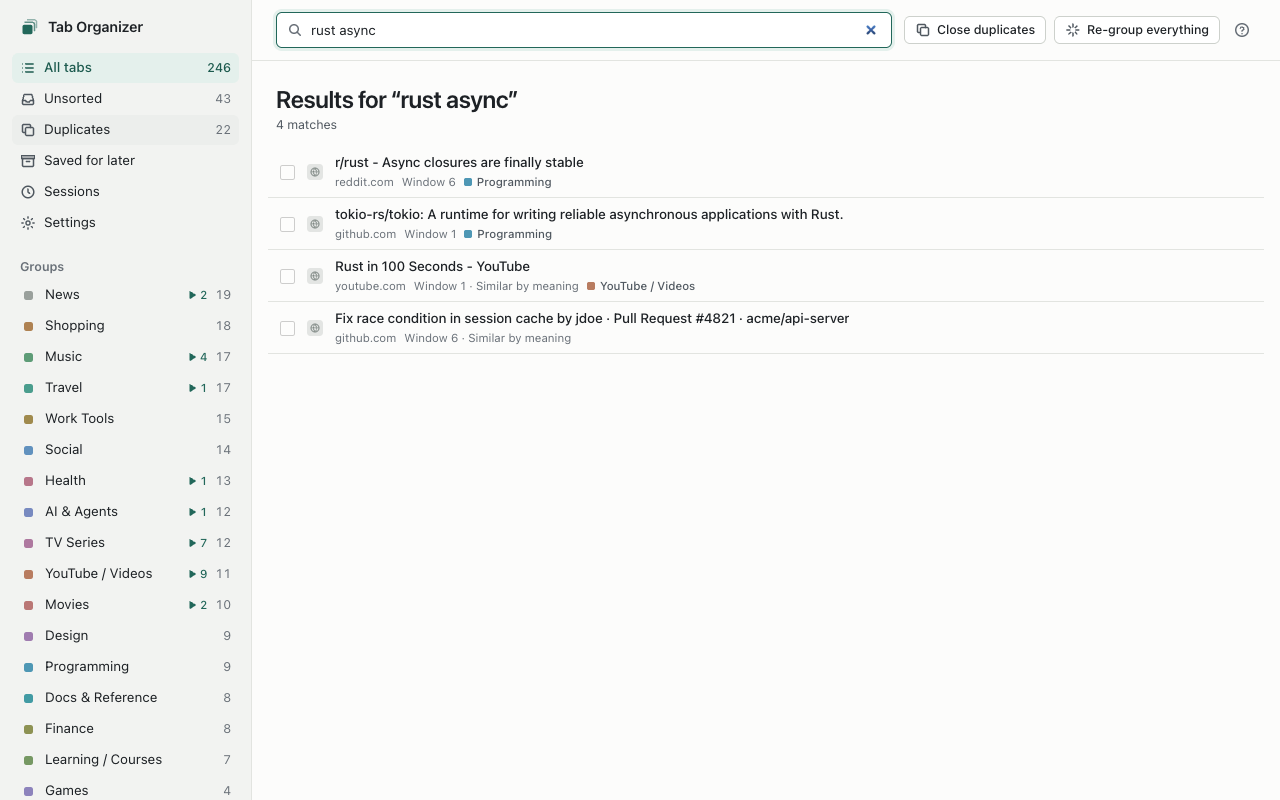 Tab Organizer
All tabs 246
Unsorted 43
Duplicates 22
Saved for later
Sessions
Settings
Groups
News 2 19
Shopping 18
Music 4 17
Travel 1 17
Work Tools 15
Social 14
Health 1 13
AI & Agents 1 12
TV Series 7 12
YouTube / Videos 9 11
Movies 2 10
Design 9
Programming 9
Docs & Reference 8
Finance 8
Learning / Courses 7
Games 4
rust async
Close duplicates
Re-group everything
Results for “rust async”
4 matches
r/rust - Async closures are finally stable
reddit.com Window 6 Programming
tokio-rs/tokio: A runtime for writing reliable asynchronous applications with Rust.
github.com Window 1 Programming
Rust in 100 Seconds - YouTube
youtube.com Window 1 · Similar by meaning YouTube / Videos
Fix race condition in session cache by jdoe · Pull Request #4821 · acme/api-server
github.com Window 6 · Similar by meaning